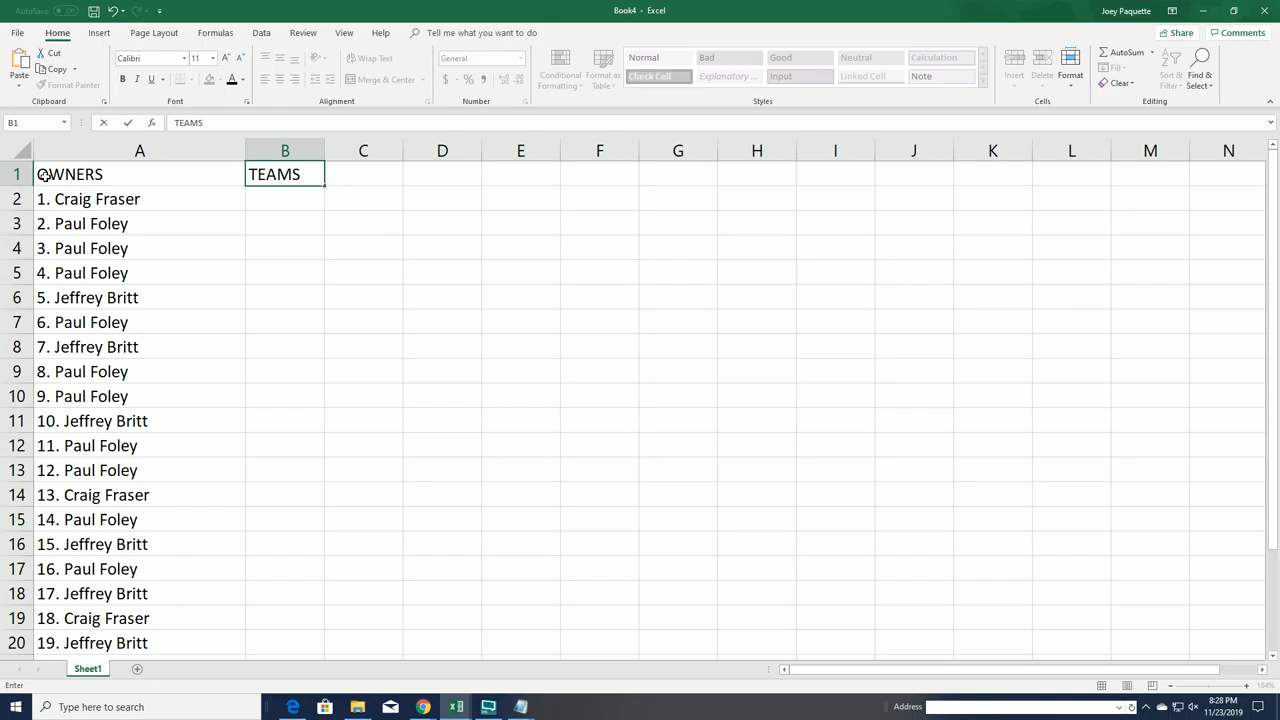 AutoSave Off
Book4 - Excel
Joey Paquette
File Home Insert Page Layout Formulas Data Review View Help Tell me what you want to do
Share Comments
Paste Cut Copy Format Painter
Clipboard
Calibri 11
B I U A
Font
Wrap Text
Merge & Center
Alignment
General
$ % ,
Number
Conditional Formatting
Format as Table
Normal Bad Good Neutral Calculation
Check Cell Explanatory ... Input Linked Cell Note
Styles
Insert Delete Format
Cells
AutoSum
Fill
Clear
Sort & Filter
Find & Select
Editing
B1 fx TEAMS
A B C D E F G H I J K L M N
1 OWNERS TEAMS
2 1. Craig Fraser
3 2. Paul Foley
4 3. Paul Foley
5 4. Paul Foley
6 5. Jeffrey Britt
7 6. Paul Foley
8 7. Jeffrey Britt
9 8. Paul Foley
10 9. Paul Foley
11 10. Jeffrey Britt
12 11. Paul Foley
13 12. Paul Foley
14 13. Craig Fraser
15 14. Paul Foley
16 15. Jeffrey Britt
17 16. Paul Foley
18 17. Jeffrey Britt
19 18. Craig Fraser
20 19. Jeffrey Britt
Sheet1
Enter
184%
Type here to search
Address
8:28 PM
11/23/2019